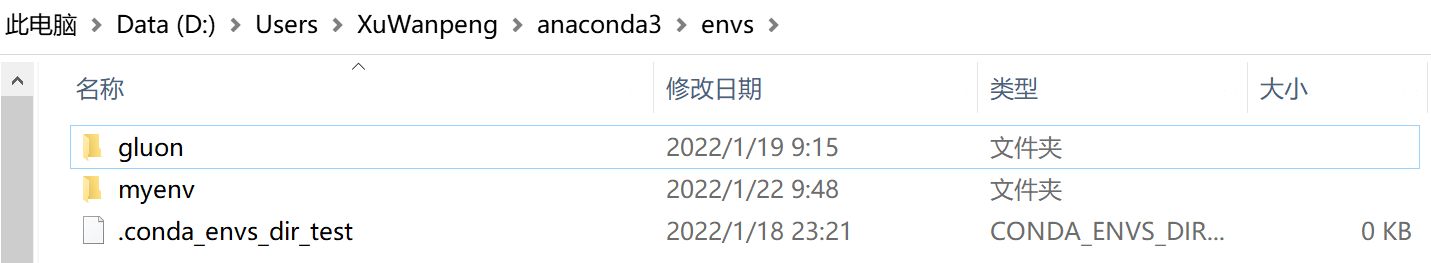 此电脑 > Data (D:) > Users > XuWanpeng > anaconda3 > envs >
名称 修改日期 类型 大小
gluon 2022/1/19 9:15 文件夹
myenv 2022/1/22 9:48 文件夹
.conda_envs_dir_test 2022/1/18 23:21 CONDA_ENVS_DIR... 0 KB